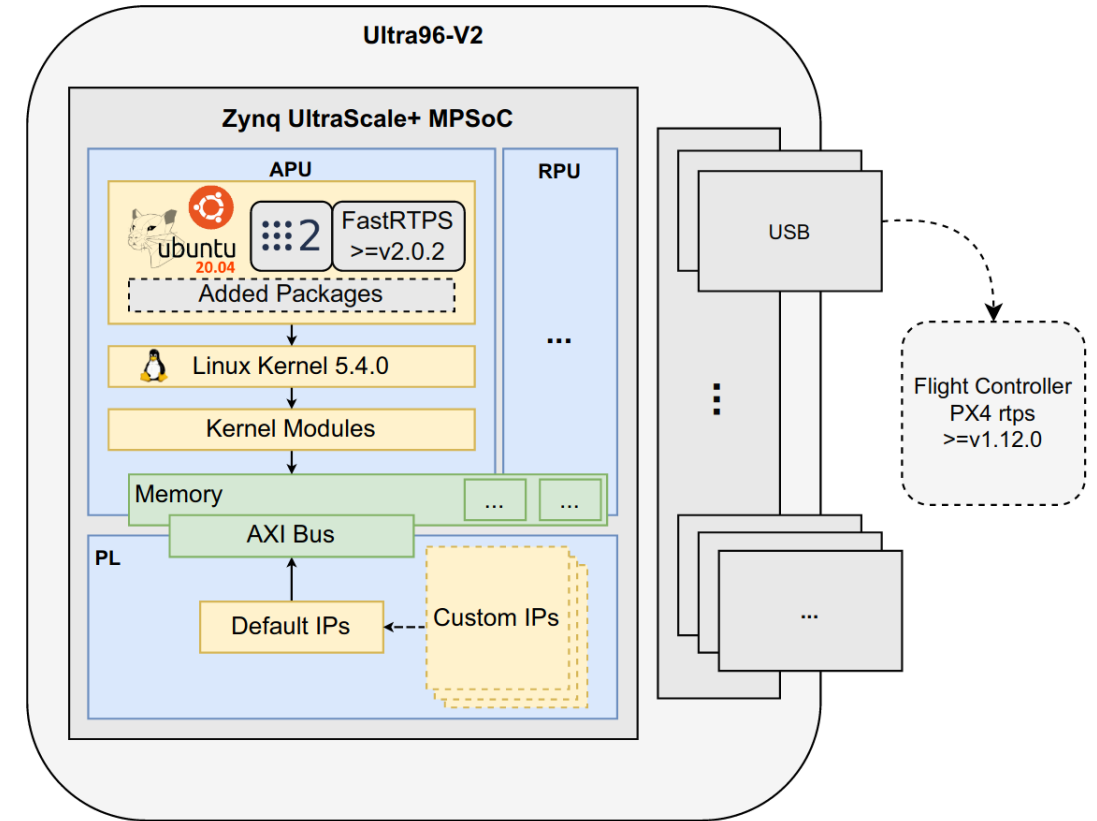 Ultra96-V2
Zynq UltraScale+ MPSoC
APU
RPU
ubuntu
20.04
2
FastRTPS
>=v2.0.2
Added Packages
Linux Kernel 5.4.0
Kernel Modules
...
Memory
...
...
AXI Bus
PL
Default IPs
Custom IPs
USB
Flight Controller
PX4 rtps
>=v1.12.0
...